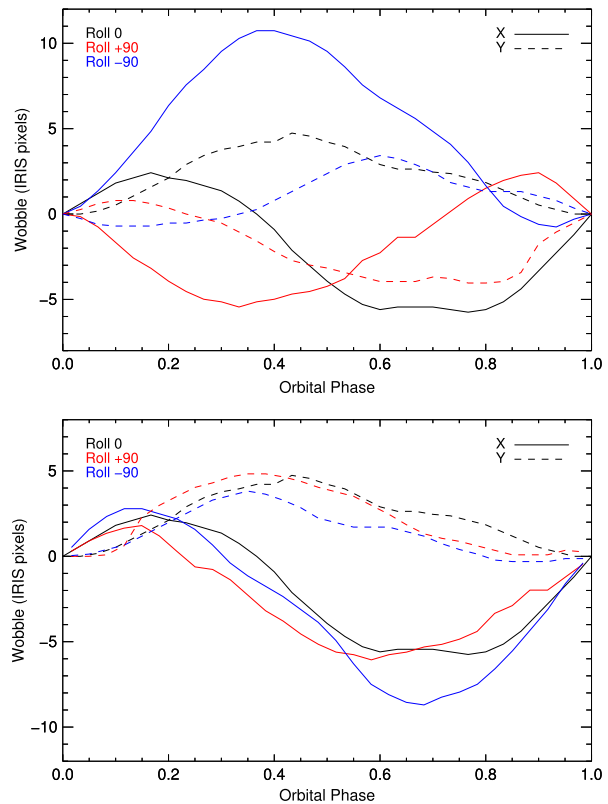 Roll 0
Roll +90
Roll −90
X
Y
10
5
0
−5
Wobble (IRIS pixels)
0.0 0.2 0.4 0.6 0.8 1.0
Orbital Phase
Roll 0
Roll +90
Roll −90
X
Y
5
0
−5
−10
Wobble (IRIS pixels)
0.0 0.2 0.4 0.6 0.8 1.0
Orbital Phase